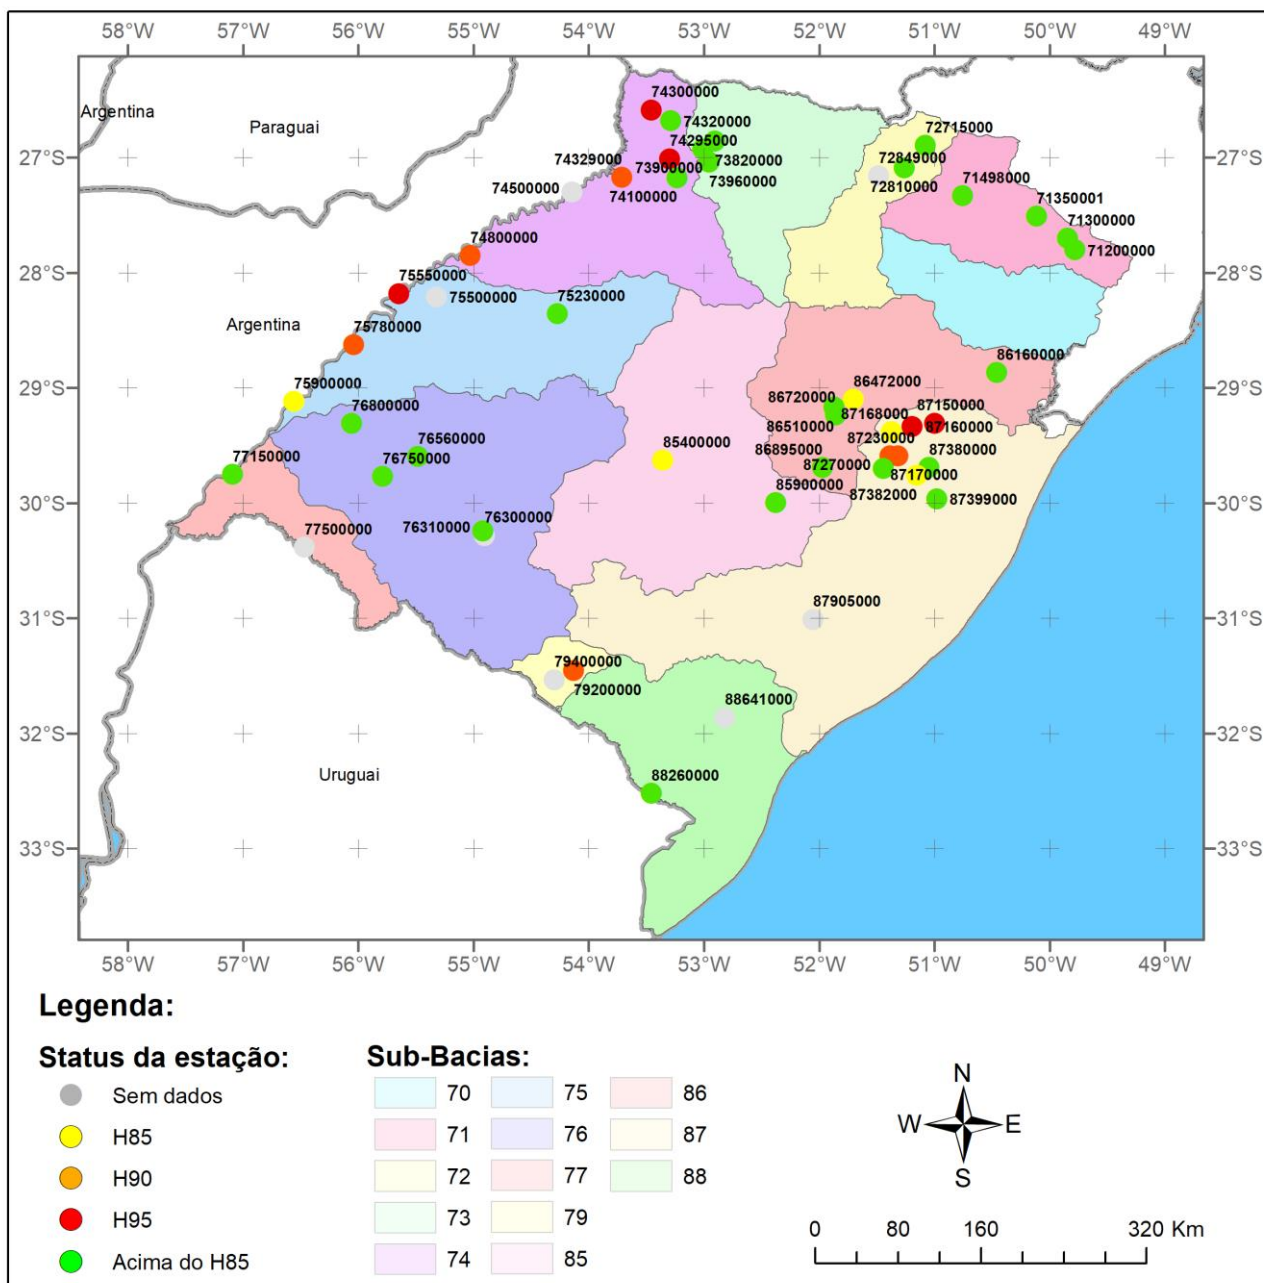 58°W 57°W 56°W 55°W 54°W 53°W 52°W 51°W 50°W 49°W
Argentina
Paraguai
74300000
74320000
72715000
27°S
27°S
74295000
74329000
73820000
72849000
73900000
71498000
74500000
74100000
73960000
72810000
71350001
71300000
74800000
71200000
28°S
28°S
75550000
75500000
75230000
Argentina
75780000
86160000
86472000
29°S
29°S
75900000
76800000
86720000
87150000
87168000
86510000
87160000
76560000
87230000
85400000
86895000
87380000
76750000
77150000
87270000
87170000
85900000
87382000
87399000
30°S
30°S
76310000
76300000
77500000
87905000
31°S
31°S
79400000
79200000
88641000
32°S
32°S
Uruguai
88260000
33°S
33°S
58°W 57°W 56°W 55°W 54°W 53°W 52°W 51°W 50°W 49°W
Legenda:
Status da estação:
Sem dados
H85
H90
H95
Acima do H85
Sub-Bacias:
70 75 86
71 76 87
72 77 88
73 79
74 85
N
W E
S
0 80 160 320 Km